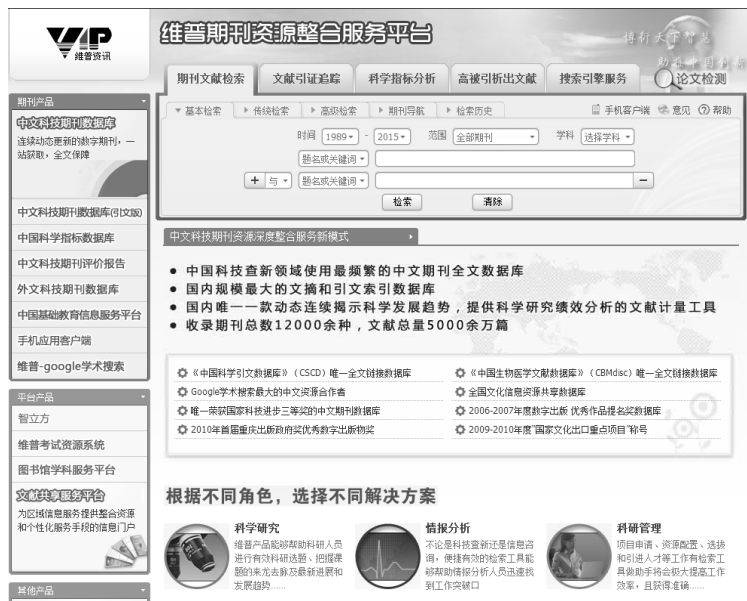 VIP
维普资讯
维普期刊资源整合服务平台
博行天下智慧
期刊文献检索
文献引证追踪
科学指标分析
高被引析出文献
搜索引擎服务
论文检测
基本检索
传统检索
高级检索
期刊导航
检索历史
手机客户端
意见
帮助
时间 1989 - 2015 范围 全部期刊 学科 选择学科
题名或关键词
+ 与 题名或关键词 −
检索
清除
期刊产品
中文科技期刊数据库
连续动态更新的数字期刊，一
站获取，全文保障
中文科技期刊数据库(引文版)
中国科学指标数据库
中文科技期刊评价报告
外文科技期刊数据库
中国基础教育信息服务平台
手机应用客户端
维普-google学术搜索
平台产品
智立方
维普考试资源系统
图书馆学科服务平台
文献共享服务平台
为区域信息服务提供整合资源
和个性化服务手段的信息门户
其他产品
中文科技期刊资源深度整合服务新模式
● 中国科技查新领域使用最频繁的中文期刊全文数据库
● 国内规模最大的文摘和引文索引数据库
● 国内唯一一款动态连续揭示科学发展趋势，提供科学研究绩效分析的文献计量工具
● 收录期刊总数12000余种，文献总量5000余万篇
《中国科学引文数据库》（CSCD）唯一全文链接数据库
《中国生物医学文献数据库》（CBMdisc）唯一全文链接数据库
Google学术搜索最大的中文资源合作者
全国文化信息资源共享数据库
唯一荣获国家科技进步三等奖的中文期刊数据库
2006-2007年度数字出版 优秀作品提名奖数据库
2010年首届重庆出版政府奖优秀数字出版物奖
2009-2010年度"国家文化出口重点项目"称号
根据不同角色，选择不同解决方案
科学研究
维普产品能够帮助科研人员
进行有效科研选题、把握课
题的来龙去脉及最新进展和
发展趋势......
情报分析
不论是科技查新还是信息咨
询，便捷有效的检索工具能
够帮助情报分析人员迅速找
到工作突破口
科研管理
项目申请、资源配置、选拔
和引进人才等工作有检索工
具做助手将会极大提高工作
效率，且获得准确......